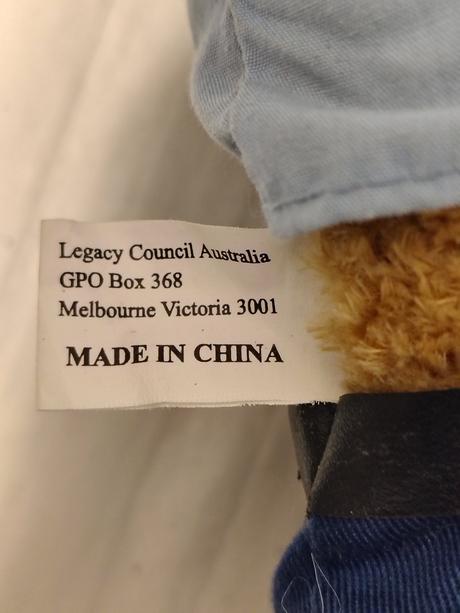 Legacy Council Australia
GPO Box 368
Melbourne Victoria 3001
MADE IN CHINA